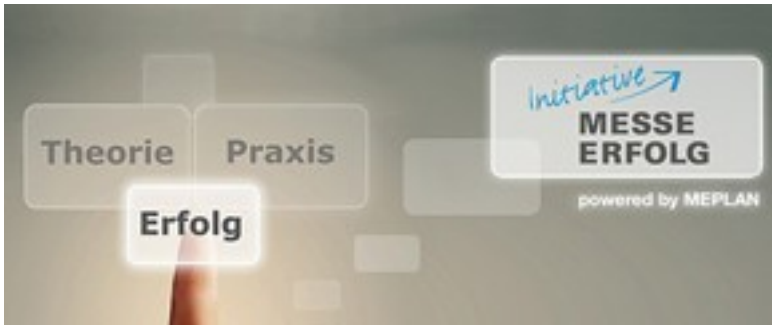 Theorie
Praxis
Erfolg
Initiative
MESSE
ERFOLG
powered by MEPLAN